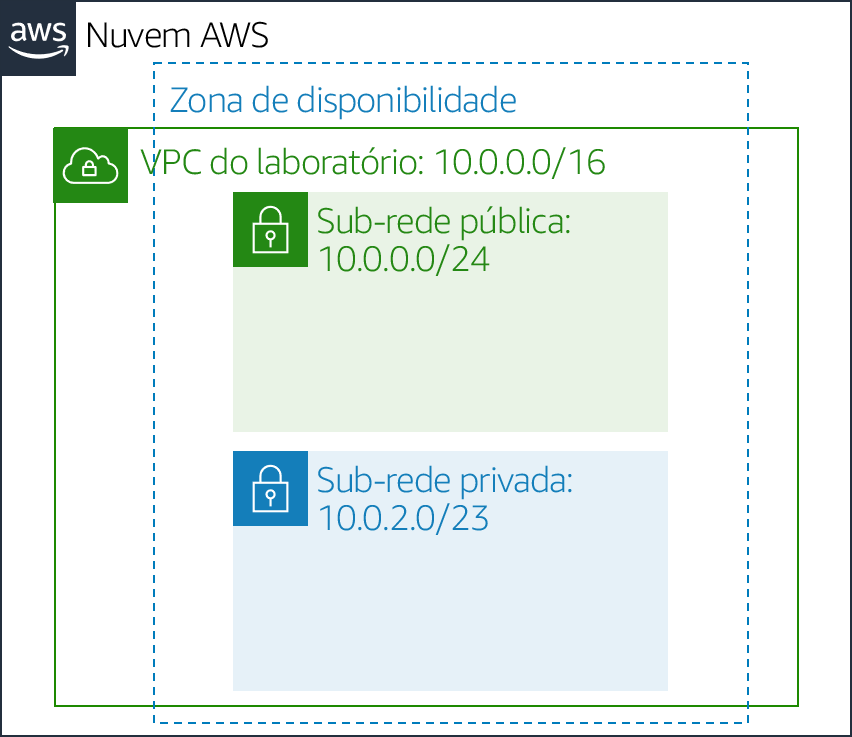 aws
Nuvem AWS
Zona de disponibilidade
VPC do laboratório: 10.0.0.0/16
Sub-rede pública:
10.0.0.0/24
Sub-rede privada:
10.0.2.0/23